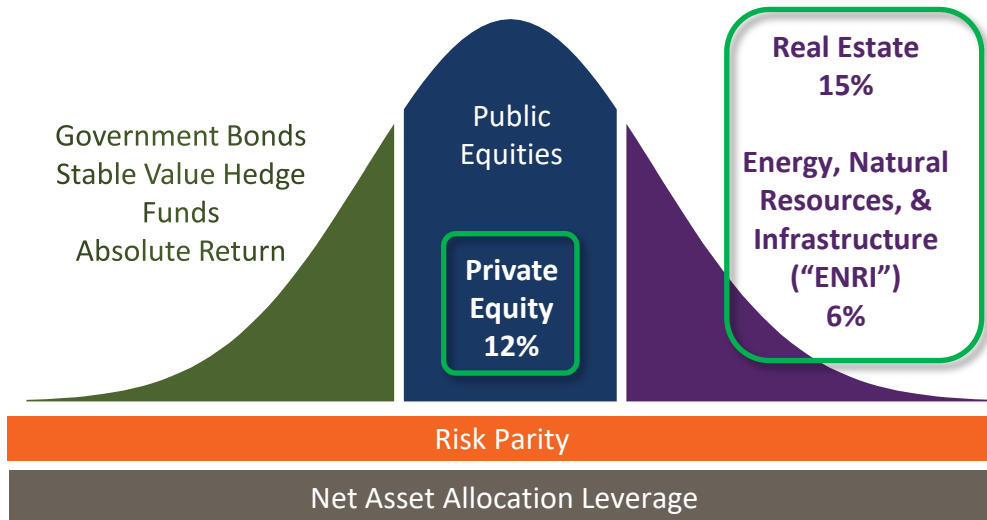 Government Bonds
Stable Value Hedge
Funds
Absolute Return
Public
Equities
Private
Equity
12%
Real Estate
15%
Energy, Natural
Resources, &
Infrastructure
(“ENRI”)
6%
Risk Parity
Net Asset Allocation Leverage